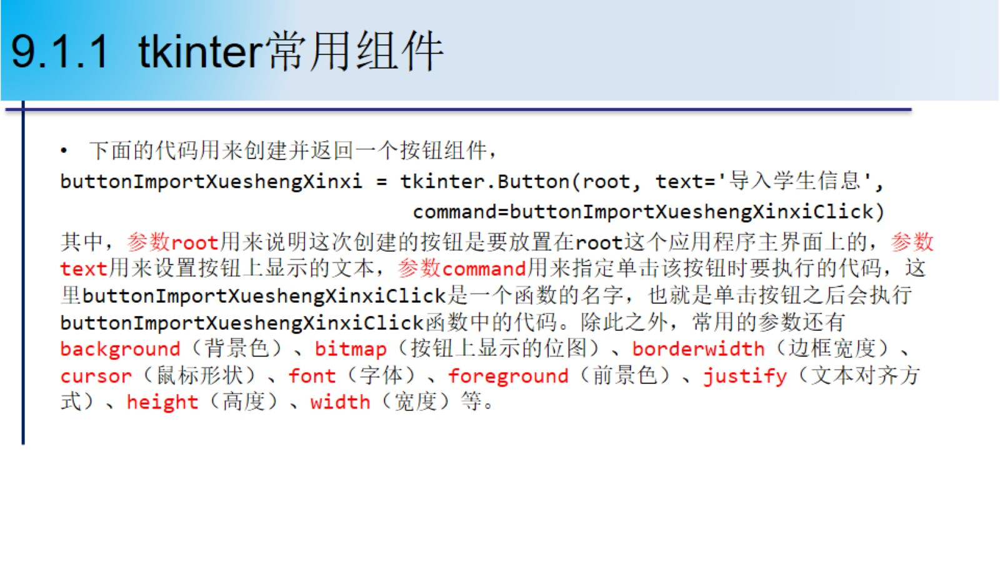 9.1.1 tkinter常用组件
• 下面的代码用来创建并返回一个按钮组件，
buttonImportXueshengXinxi = tkinter.Button(root, text='导入学生信息',
command=buttonImportXueshengXinxiClick)
其中，参数root用来说明这次创建的按钮是要放置在root这个应用程序主界面上的，参数
text用来设置按钮上显示的文本，参数command用来指定单击该按钮时要执行的代码，这
里buttonImportXueshengXinxiClick是一个函数的名字，也就是单击按钮之后会执行
buttonImportXueshengXinxiClick函数中的代码。除此之外，常用的参数还有
background（背景色）、bitmap（按钮上显示的位图）、borderwidth（边框宽度）、
cursor（鼠标形状）、font（字体）、foreground（前景色）、justify（文本对齐方
式）、height（高度）、width（宽度）等。